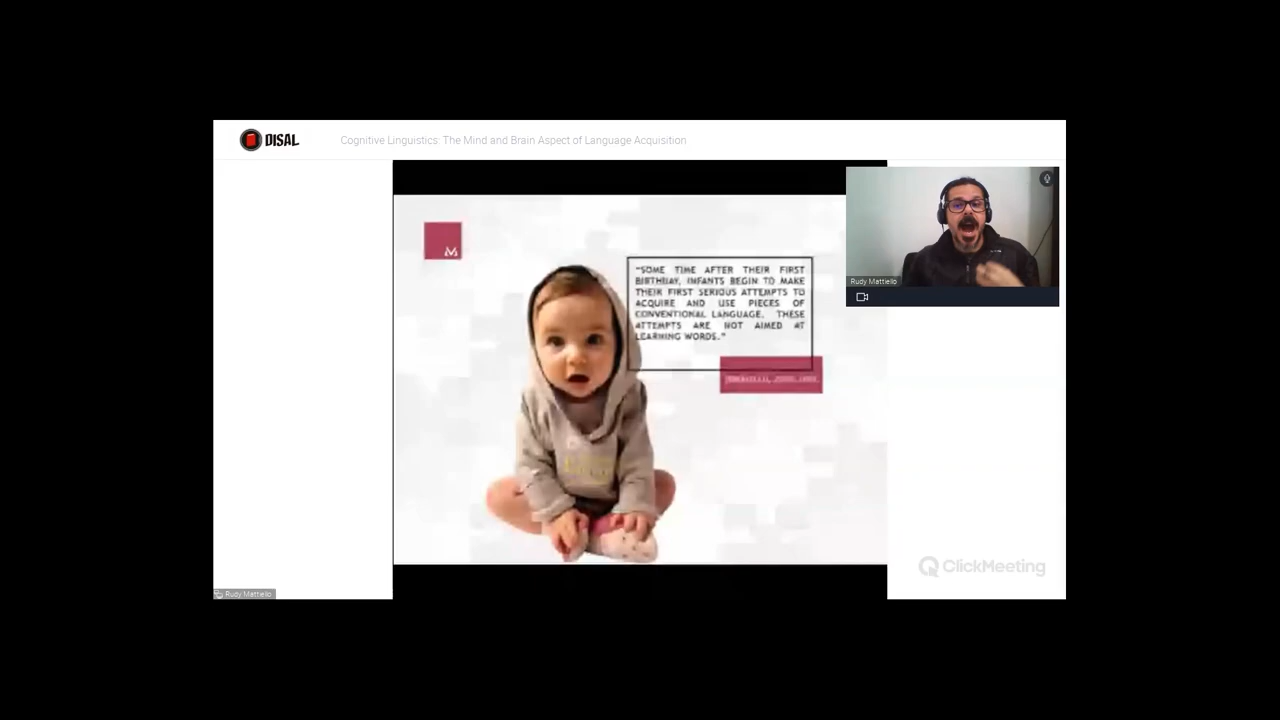 DISAL
Cognitive Linguistics: The Mind and Brain Aspect of Language Acquisition
M
"SOME TIME AFTER THEIR FIRST
BIRTHDAY, INFANTS BEGIN TO MAKE
THEIR FIRST SERIOUS ATTEMPTS TO
ACQUIRE AND USE PIECES OF
CONVENTIONAL LANGUAGE. THESE
ATTEMPTS ARE NOT AIMED AT
LEARNING WORDS."
Rudy Mattiello
ClickMeeting
Rudy Mattiello